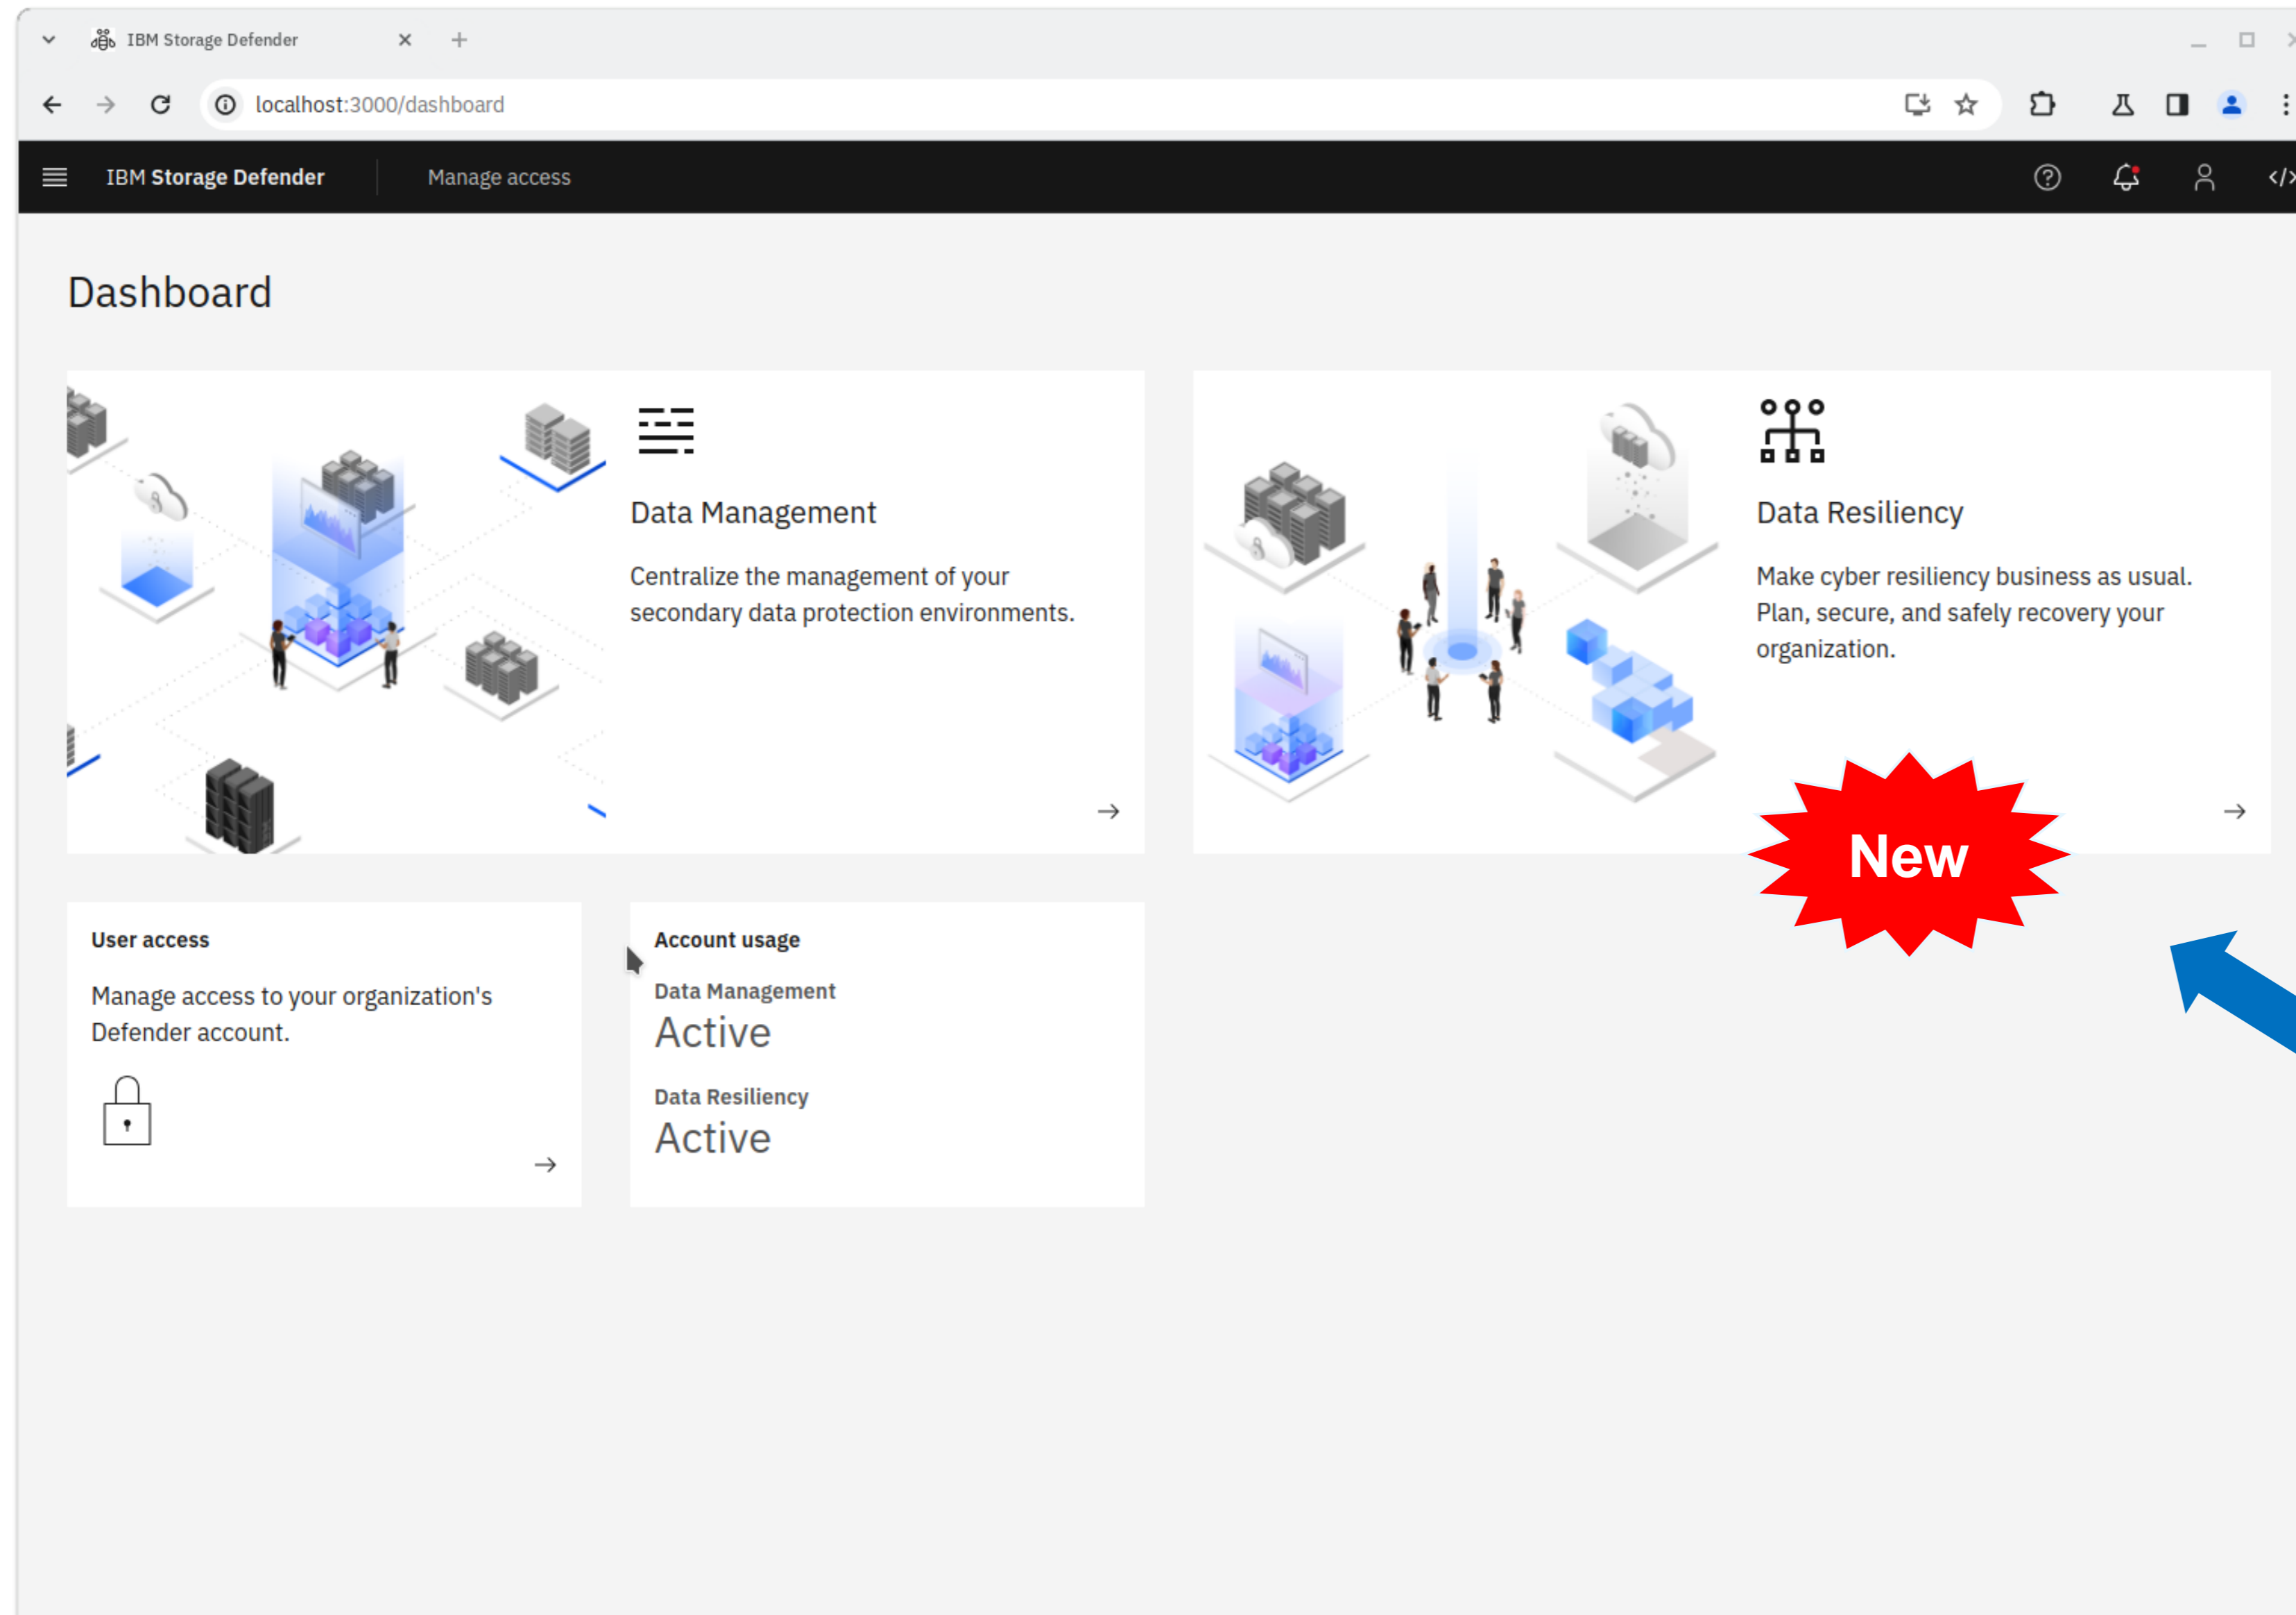 IBM Storage Defender
localhost:3000/dashboard
IBM Storage Defender
Manage access
Dashboard
Data Management
Centralize the management of your
secondary data protection environments.
Data Resiliency
Make cyber resiliency business as usual.
Plan, secure, and safely recovery your
organization.
New
User access
Manage access to your organization's
Defender account.
Account usage
Data Management
Active
Data Resiliency
Active